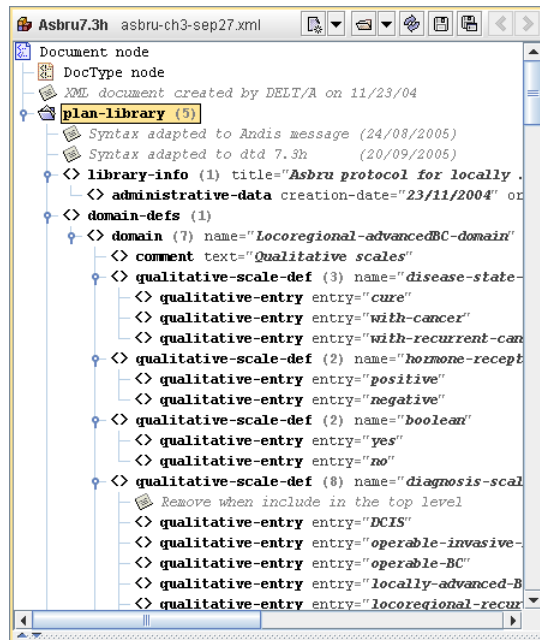 Asbru7.3h asbru-ch3-sep27.xml
Document node
DocType node
XML document created by DELT/A on 11/23/04
plan-library (5)
Syntax adapted to Andis message (24/08/2005)
Syntax adapted to dtd 7.3h (20/09/2005)
<> library-info (1) title="Asbru protocol for locally .
<> administrative-data creation-date="23/11/2004" or
<> domain-defs (1)
<> domain (7) name="Locoregional-advancedBC-domain"
<> comment text="Qualitative scales"
<> qualitative-scale-def (3) name="disease-state-
<> qualitative-entry entry="cure"
<> qualitative-entry entry="with-cancer"
<> qualitative-entry entry="with-recurrent-can
<> qualitative-scale-def (2) name="hormone-recept
<> qualitative-entry entry="positive"
<> qualitative-entry entry="negative"
<> qualitative-scale-def (2) name="boolean"
<> qualitative-entry entry="yes"
<> qualitative-entry entry="no"
<> qualitative-scale-def (8) name="diagnosis-scal
Remove when include in the top level
<> qualitative-entry entry="DCIS"
<> qualitative-entry entry="operable-invasive-
<> qualitative-entry entry="operable-BC"
<> qualitative-entry entry="locally-advanced-B
<> qualitative-entry entry="locoregional-recur